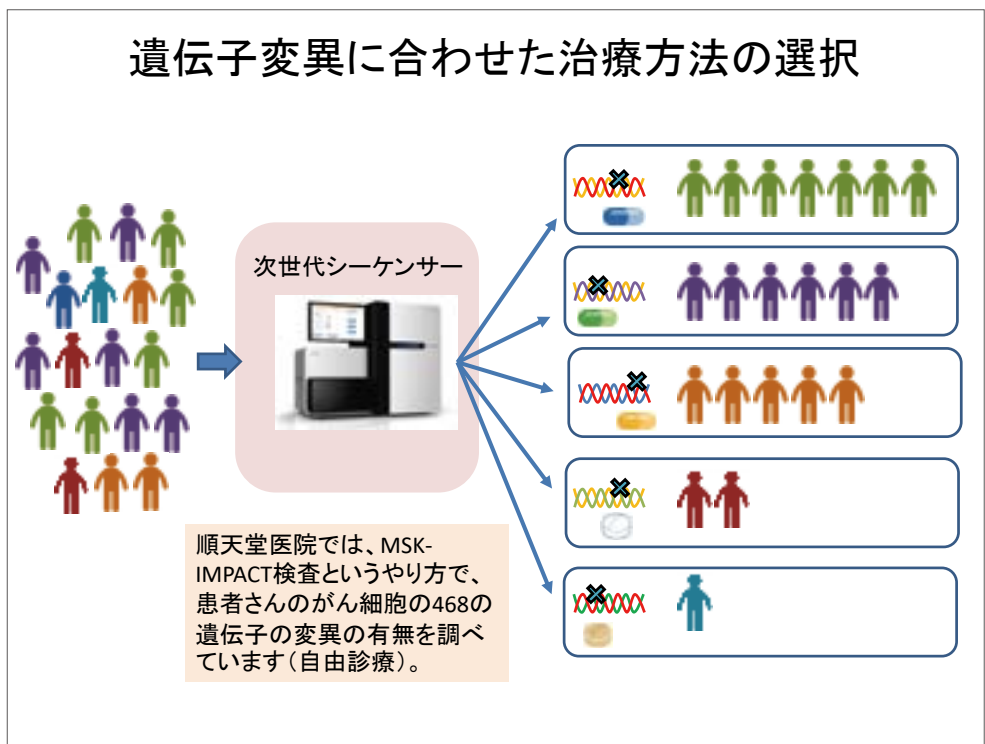 遺伝子変異に合わせた治療方法の選択
次世代シーケンサー
順天堂医院では、MSK-
IMPACT検査というやり方で、
患者さんのがん細胞の468の
遺伝子の変異の有無を調べ
ています（自由診療）。